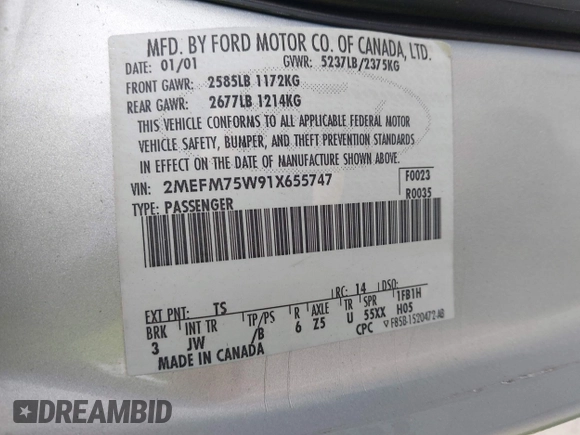 MFD. BY FORD MOTOR CO. OF CANADA, LTD.
DATE: 01/01 GVWR: 5237LB/2375KG
FRONT GAWR: 2585LB 1172KG
REAR GAWR: 2677LB 1214KG
THIS VEHICLE CONFORMS TO ALL APPLICABLE FEDERAL MOTOR
VEHICLE SAFETY, BUMPER, AND THEFT PREVENTION STANDARDS
IN EFFECT ON THE DATE OF MANUFACTURE SHOWN ABOVE.
VIN: 2MEFM75W91X655747 F0023
TYPE: PASSENGER R0035
EXT PNT: TS RC: 14 DSO:
BRK INT TR TP/PS R AXLE TR SPR 1FB1H
3 JW /B 6 Z5 U 55XX H05
MADE IN CANADA CPC F85B-1520472-AB
DREAMBID